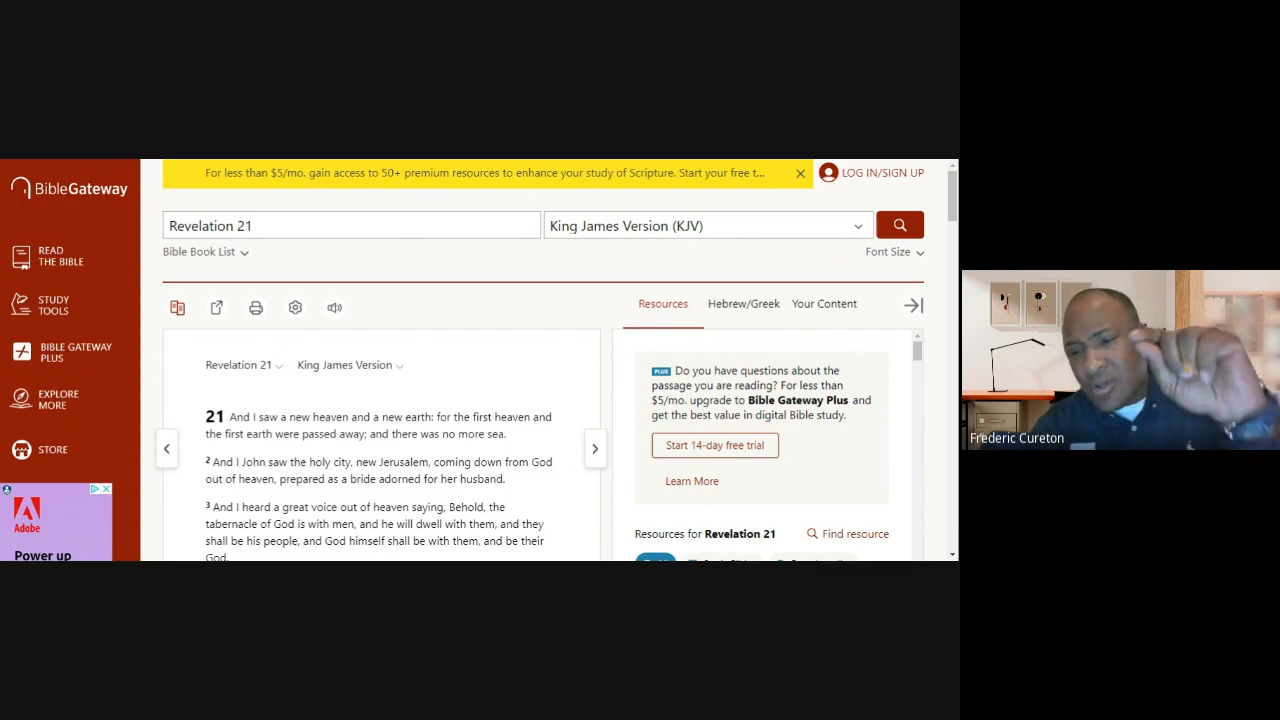 BibleGateway
READ
THE BIBLE
STUDY
TOOLS
BIBLE GATEWAY
PLUS
EXPLORE
MORE
STORE
Adobe
Power up
For less than $5/mo. gain access to 50+ premium resources to enhance your study of Scripture. Start your free t...
LOG IN/SIGN UP
Revelation 21
King James Version (KJV)
Bible Book List
Font Size
Resources
Hebrew/Greek
Your Content
Revelation 21
King James Version
21 And I saw a new heaven and a new earth: for the first heaven and
the first earth were passed away; and there was no more sea.
2 And I John saw the holy city, new Jerusalem, coming down from God
out of heaven, prepared as a bride adorned for her husband.
3 And I heard a great voice out of heaven saying, Behold, the
tabernacle of God is with men, and he will dwell with them, and they
shall be his people, and God himself shall be with them, and be their
God.
PLUS Do you have questions about the
passage you are reading? For less than
$5/mo. upgrade to Bible Gateway Plus and
get the best value in digital Bible study.
Start 14-day free trial
Learn More
Resources for Revelation 21
Find resource
Frederic Cureton